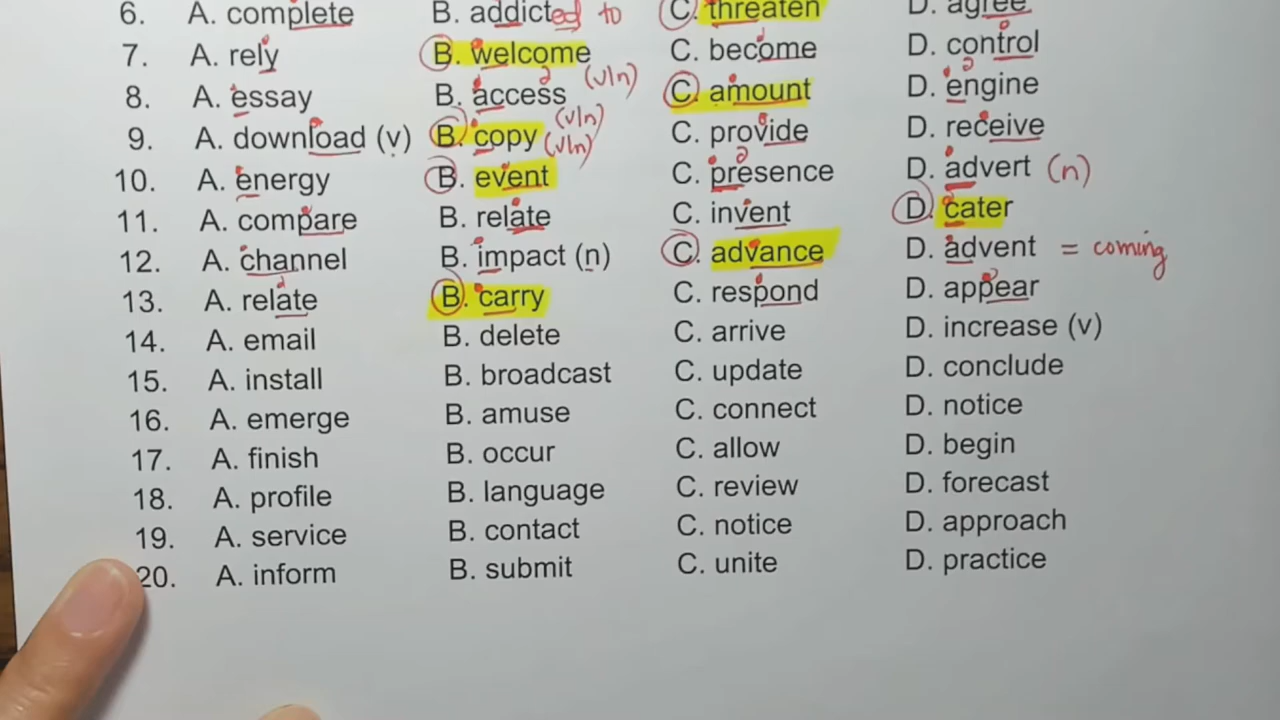 6. A. complete B. addicted to C. threaten D. agree
7. A. rely B. welcome C. become D. control
8. A. essay B. access (v/n) C. amount D. engine
9. A. download (v) B. copy (v/n) (v/n) C. provide D. receive
10. A. energy B. event C. presence D. advert (n)
11. A. compare B. relate C. invent D. cater
12. A. channel B. impact (n) C. advance D. advent = coming
13. A. relate B. carry C. respond D. appear
14. A. email B. delete C. arrive D. increase (v)
15. A. install B. broadcast C. update D. conclude
16. A. emerge B. amuse C. connect D. notice
17. A. finish B. occur C. allow D. begin
18. A. profile B. language C. review D. forecast
19. A. service B. contact C. notice D. approach
20. A. inform B. submit C. unite D. practice